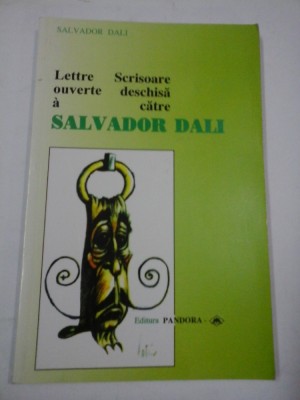 SALVADOR DALI
Lettre Scrisoare
ouverte deschisă
à către
SALVADOR DALI
Editura PANDORA